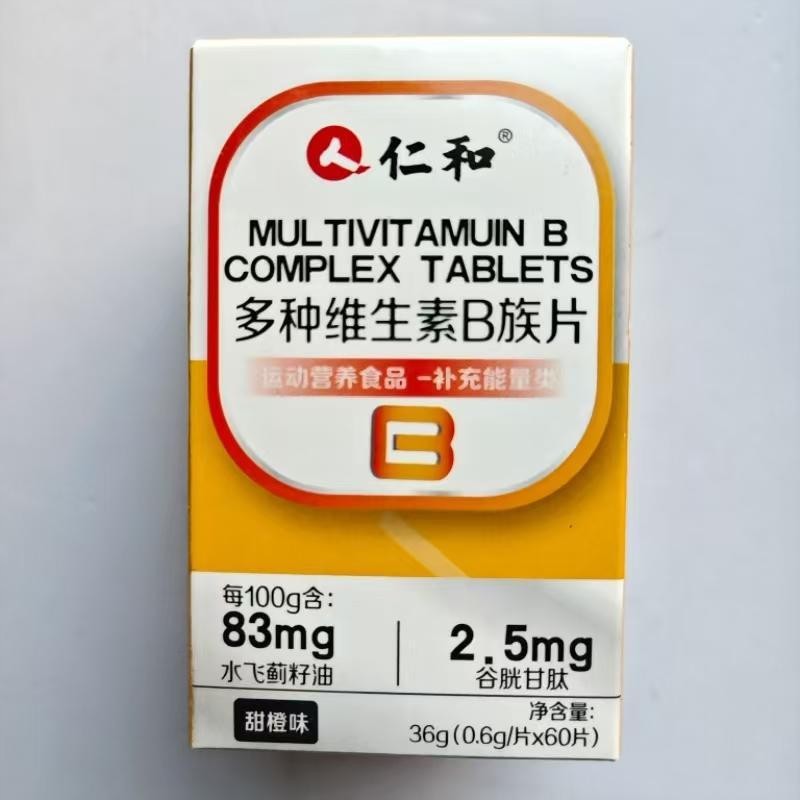 仁和®
MULTIVITAMUIN B
COMPLEX TABLETS
多种维生素B族片
运动营养食品 -补充能量类
B
每100g含:
83mg
水飞蓟籽油
2.5mg
谷胱甘肽
甜橙味
净含量:
36g(0.6g/片x60片)